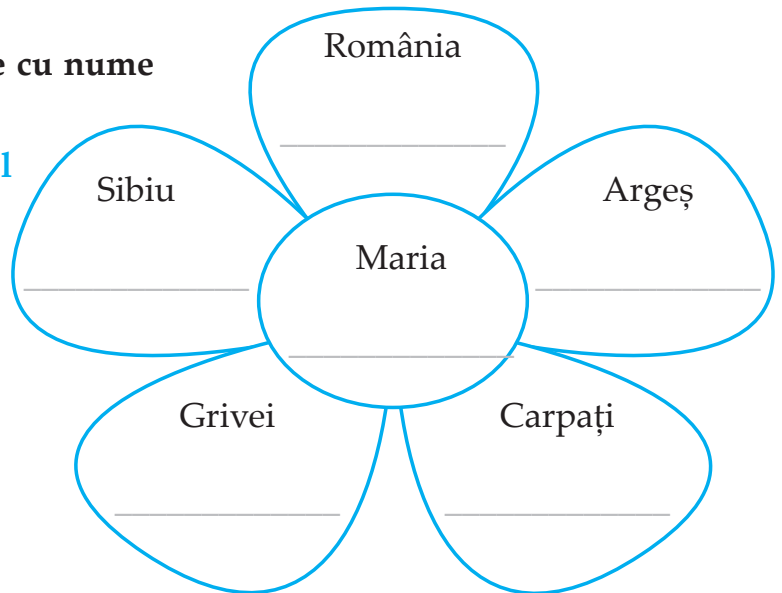 e cu nume
România
l
Sibiu
Argeș
Maria
Grivei
Carpați